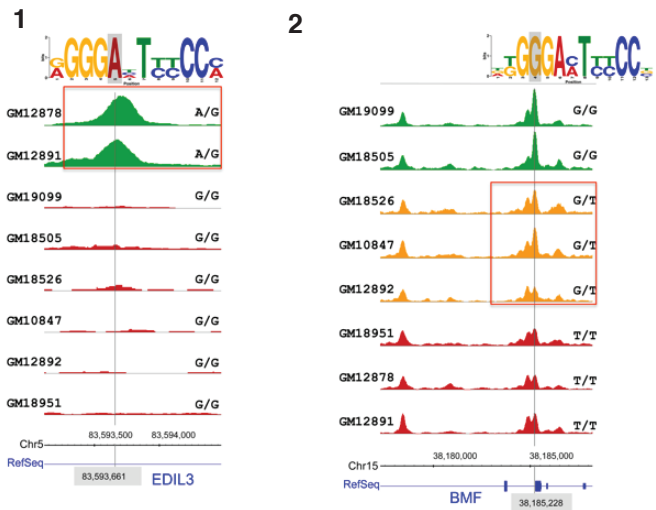 1
GGGGAxTTTCCA
GM12878 A/G
GM12891 A/G
GM19099 G/G
GM18505 G/G
GM18526 G/G
GM10847 G/G
GM12892 G/G
GM18951 G/G
83,593,500 83,594,000
Chr5
RefSeq
83,593,661 EDIL3
2
GM19099 G/G
GM18505 G/G
GM18526 G/T
GM10847 G/T
GM12892 G/T
GM18951 T/T
GM12878 T/T
GM12891 T/T
38,180,000 38,185,000
Chr15
RefSeq
BMF
38,185,228